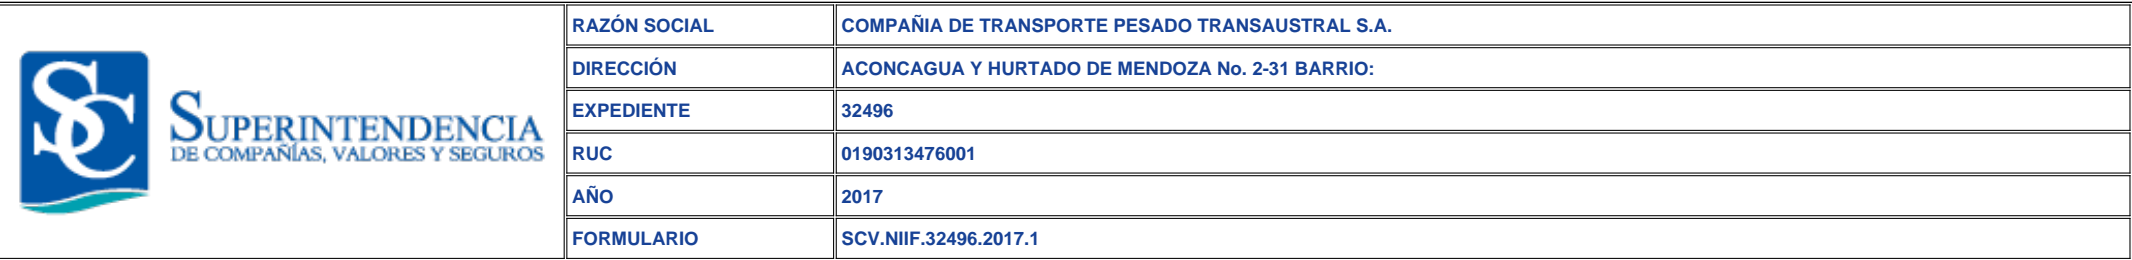 SC
SUPERINTENDENCIA
DE COMPAÑÍAS, VALORES Y SEGUROS
RAZÓN SOCIAL COMPAÑIA DE TRANSPORTE PESADO TRANSAUSTRAL S.A.
DIRECCIÓN ACONCAGUA Y HURTADO DE MENDOZA No. 2-31 BARRIO:
EXPEDIENTE 32496
RUC 0190313476001
AÑO 2017
FORMULARIO SCV.NIIF.32496.2017.1